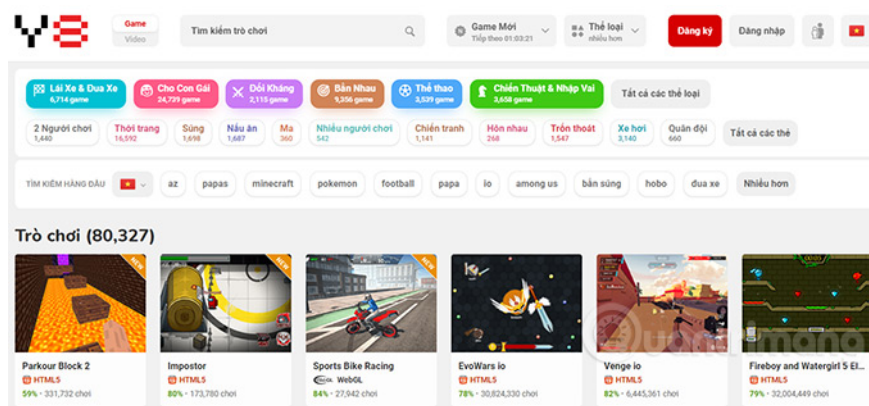 Y8
Game
Video
Tìm kiếm trò chơi
Game Mới
Tiếp theo 01:03:21
Thể loại
nhiều hơn
Đăng ký
Đăng nhập
Lái Xe & Đua Xe
6,714 game
Cho Con Gái
24,739 game
Đối Kháng
2,115 game
Bắn Nhau
9,356 game
Thể thao
3,539 game
Chiến Thuật & Nhập Vai
3,658 game
Tất cả các thể loại
2 Người chơi
1,440
Thời trang
16,592
Súng
1,698
Nấu ăn
1,687
Ma
360
Nhiều người chơi
542
Chiến tranh
1,141
Hôn nhau
268
Trốn thoát
1,547
Xe hơi
3,140
Quân đội
660
Tất cả các thẻ
TÌM KIẾM HÀNG ĐẦU
az
papas
minecraft
pokemon
football
papa
io
among us
bắn súng
hobo
đua xe
Nhiều hơn
Trò chơi (80,327)
NEW
NEW
NEW
00:03
Quantrimang
Parkour Block 2
HTML5
59% • 331,732 chơi
Impostor
HTML5
80% • 173,780 chơi
Sports Bike Racing
WebGL
84% • 27,942 chơi
EvoWars io
HTML5
78% • 30,824,330 chơi
Venge io
HTML5
82% • 6,445,361 chơi
Fireboy and Watergirl 5 El...
HTML5
79% • 32,004,449 chơi